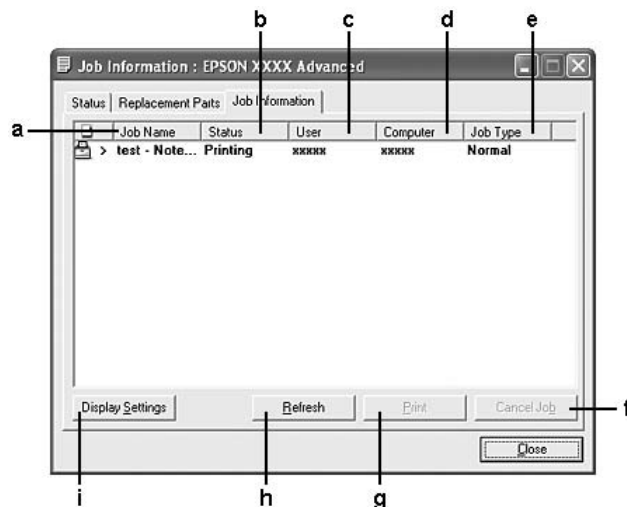 b c d e
Job Information : EPSON XXXX Advanced
Status Replacement Parts Job Information
a Job Name Status User Computer Job Type
> test - Note... Printing xxxxx xxxxx Normal
Display Settings Refresh Print Cancel Job f
Close
i h g